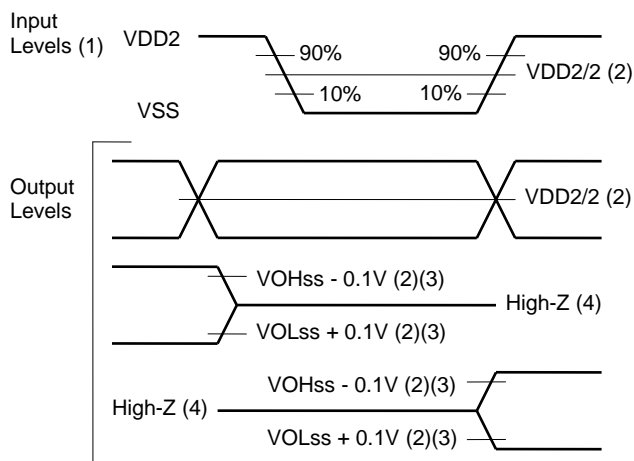 Input
Levels (1)
VDD2
90%
90%
VDD2/2 (2)
10%
10%
VSS
Output
Levels
VDD2/2 (2)
VOHss - 0.1V (2)(3)
High-Z (4)
VOLss + 0.1V (2)(3)
VOHss - 0.1V (2)(3)
High-Z (4)
VOLss + 0.1V (2)(3)